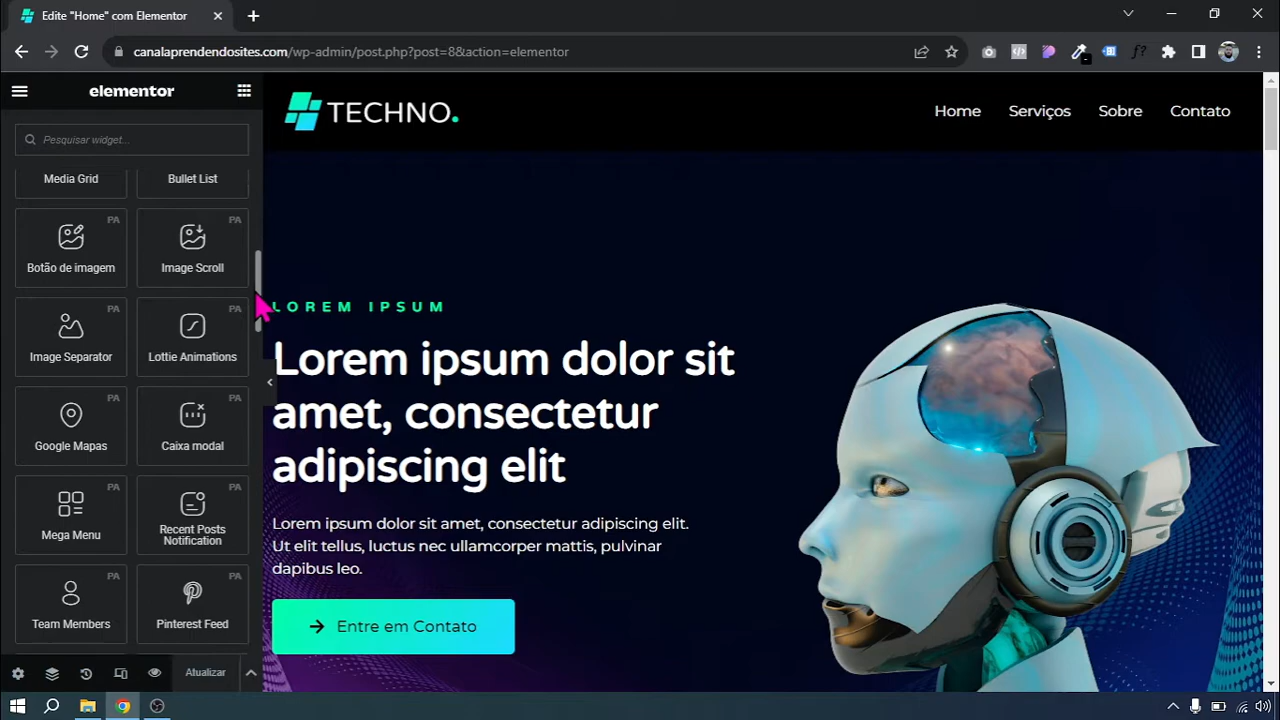 Edite "Home" com Elementor
canalaprendendosites.com/wp-admin/post.php?post=8&action=elementor
f?
elementor
Pesquisar widget...
Media Grid
Bullet List
PA
PA
Botão de imagem
Image Scroll
PA
PA
Image Separator
Lottie Animations
PA
PA
Google Mapas
Caixa modal
PA
PA
Mega Menu
Recent Posts
Notification
PA
PA
Team Members
Pinterest Feed
Atualizar
TECHNO.
Home
Serviços
Sobre
Contato
LOREM IPSUM
Lorem ipsum dolor sit
amet, consectetur
adipiscing elit
Lorem ipsum dolor sit amet, consectetur adipiscing elit.
Ut elit tellus, luctus nec ullamcorper mattis, pulvinar
dapibus leo.
Entre em Contato